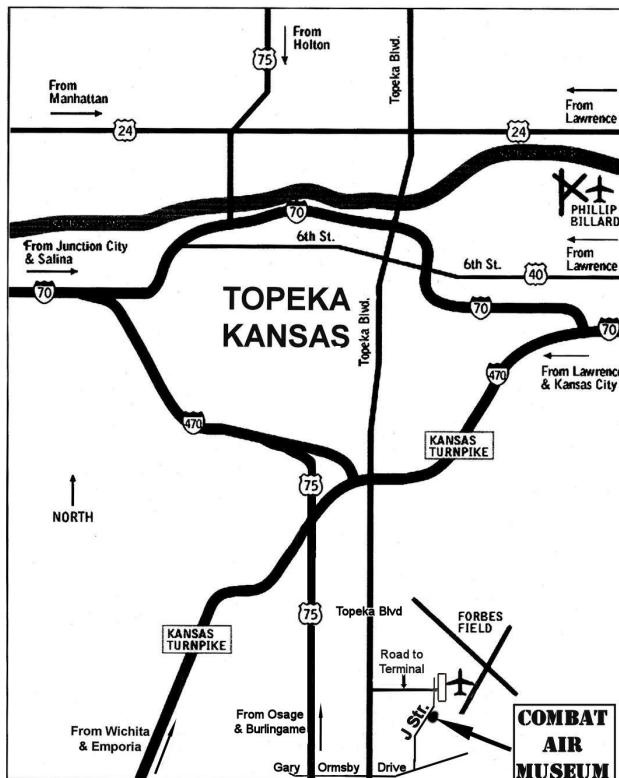 From
Holton
75
Topeka Blvd.
From
Manhattan
From
Lawrence
24
24
PHILLIP
BILLARD
70
6th St.
From Junction City
& Salina
6th St.
40
From
Lawrence
70
TOPEKA
KANSAS
Topeka Blvd.
70
70
470
From Lawrence
& Kansas City
470
KANSAS
TURNPIKE
75
NORTH
75
Topeka Blvd
FORBES
FIELD
KANSAS
TURNPIKE
Road to
Terminal
J Str.
From Wichita
& Emporia
From Osage
& Burlingame
COMBAT
AIR
MUSEUM
Gary Ormsby Drive